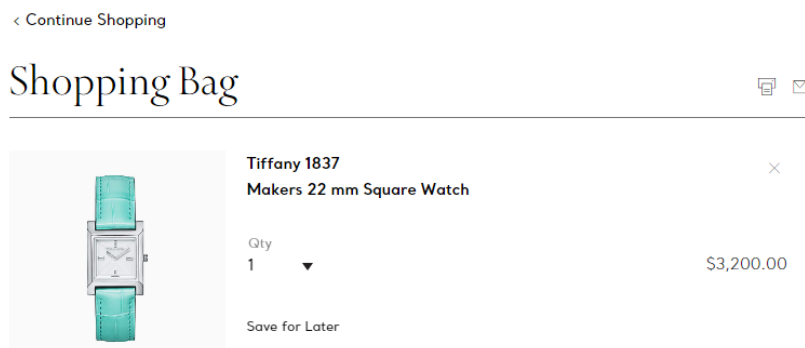 < Continue Shopping
Shopping Bag
Tiffany 1837
Makers 22 mm Square Watch
Qty
1
$3,200.00
Save for Later